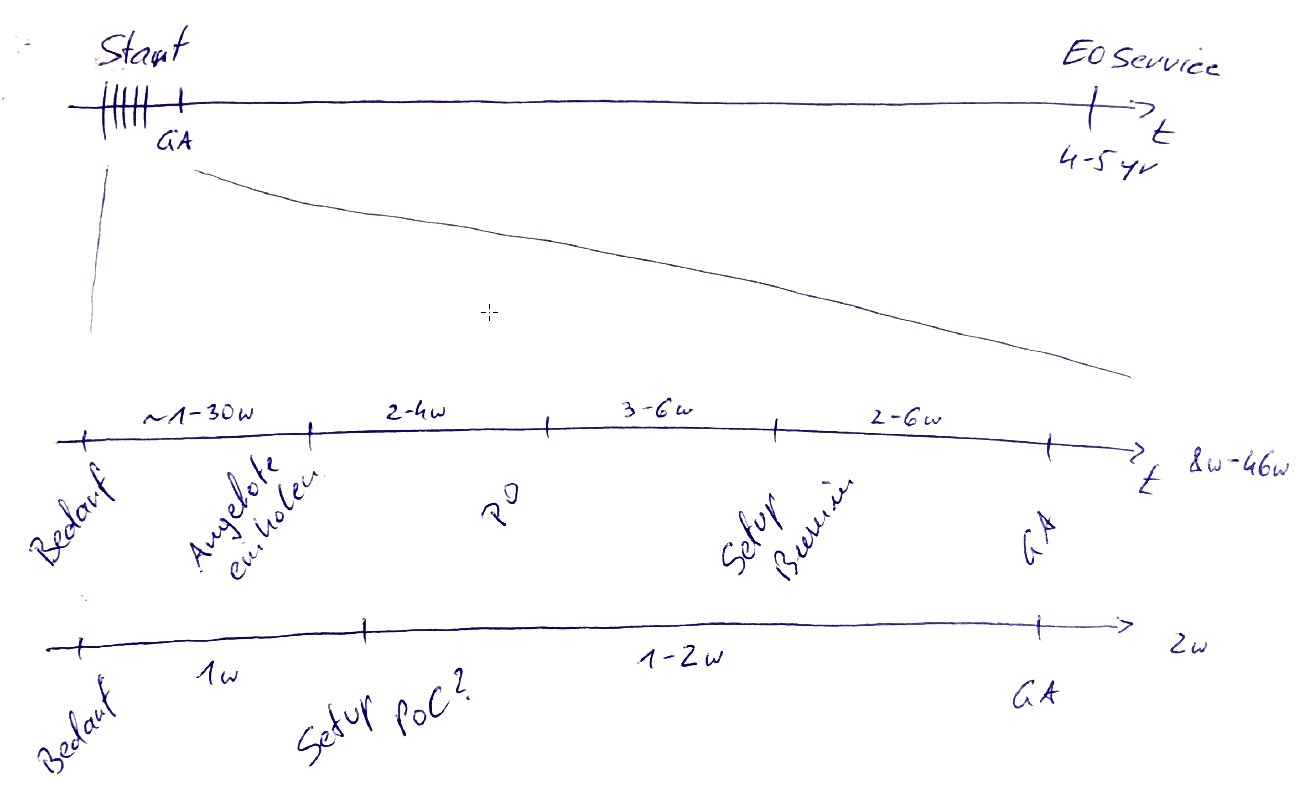 Start
EO Service
GA
t
4-5 yr
~1-30w
2-4w
3-6w
2-6w
8w-46w
t
Bedarf
Angebote
einholen
PO
Setup
GA
1w
1-2w
2w
Bedarf
Setup PoC?
GA